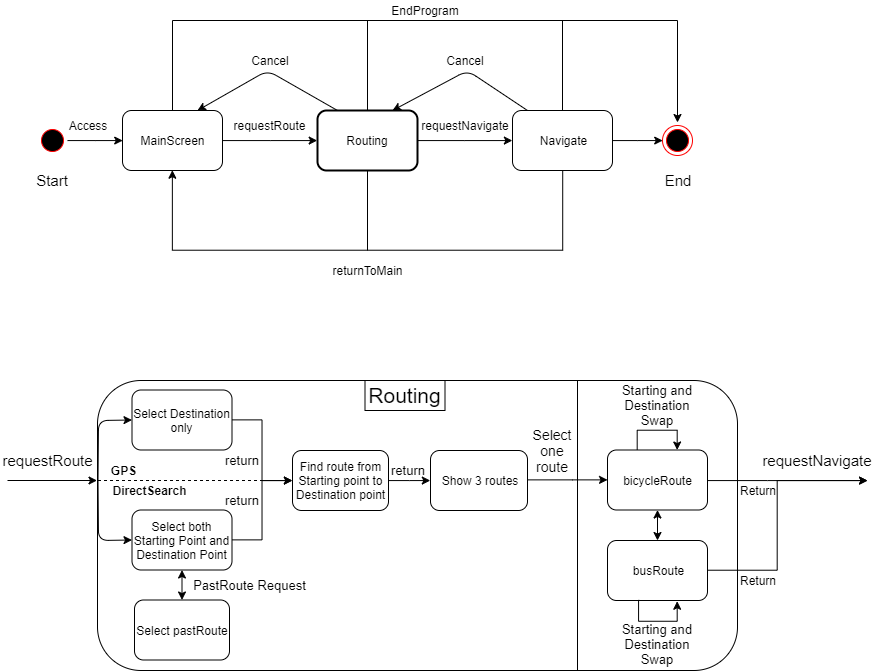 EndProgram
Cancel
Cancel
Access
requestRoute
requestNavigate
MainScreen
Routing
Navigate
Start
End
returnToMain
Routing
Select Destination
only
Starting and
Destination
Swap
requestRoute
GPS
DirectSearch
return
return
Find route from
Starting point to
Destination point
return
Show 3 routes
Select
one
route
bicycleRoute
requestNavigate
Return
Select both
Starting Point and
Destination Point
PastRoute Request
Select pastRoute
busRoute
Return
Starting and
Destination
Swap